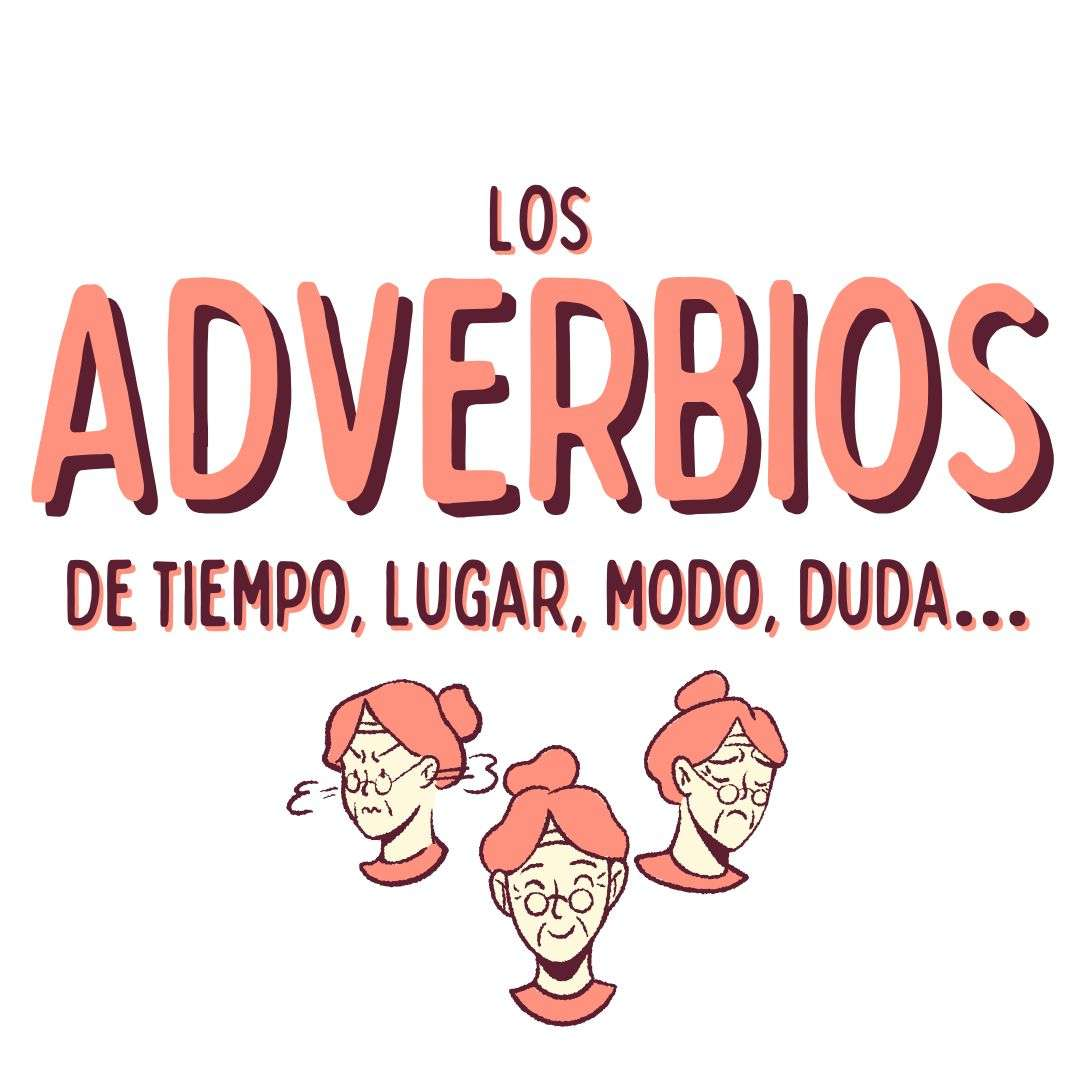 LOS
ADVERBIOS
DE TIEMPO, LUGAR, MODO, DUDA...